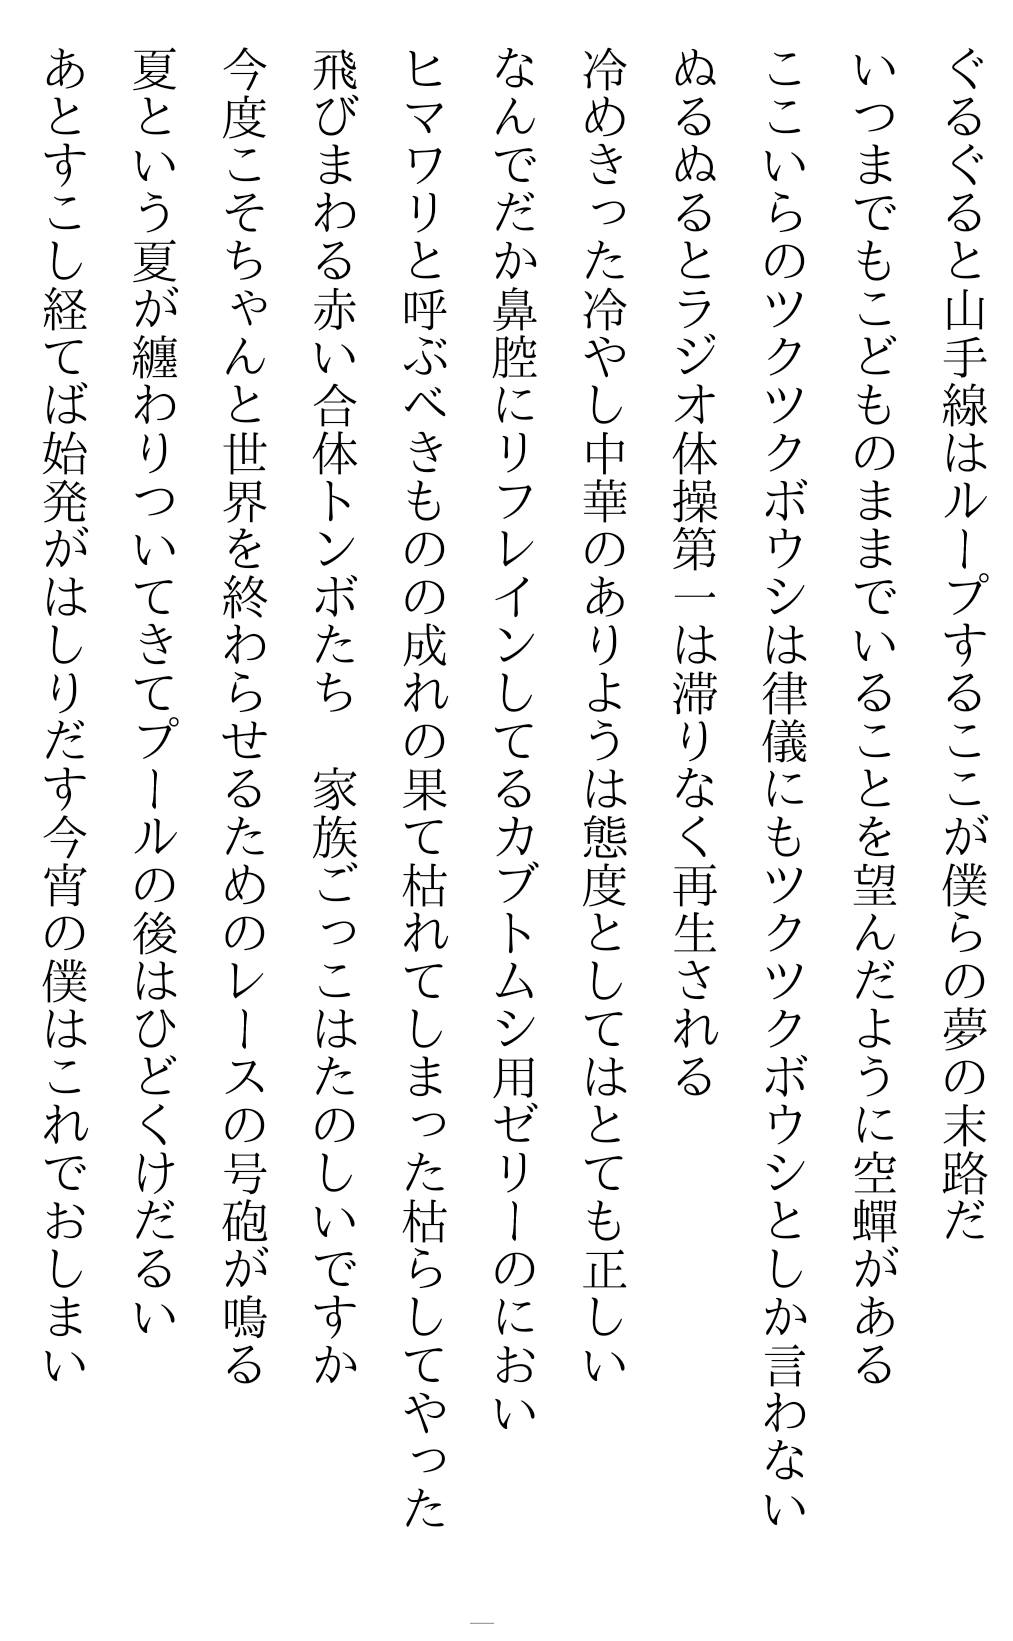 ぐるぐると山手線はループするここが僕らの夢の末路だ
いつまでもこどものままでいることを望んだように空蟬がある
ここいらのツクツクボウシは律儀にもツクツクボウシとしか言わない
ぬるぬるとラジオ体操第一は滞りなく再生される
冷めきった冷やし中華のありようは態度としてはとても正しい
なんでだか鼻腔にリフレインしてるカブトムシ用ゼリーのにおい
ヒマワリと呼ぶべきものの成れの果て枯れてしまった枯らしてやった
飛びまわる赤い合体トンボたち　家族ごっこはたのしいですか
今度こそちゃんと世界を終わらせるためのレースの号砲が鳴る
夏という夏が纏わりついてきてプールの後はひどくけだるい
あとすこし経てば始発がはしりだす今宵の僕はこれでおしまい